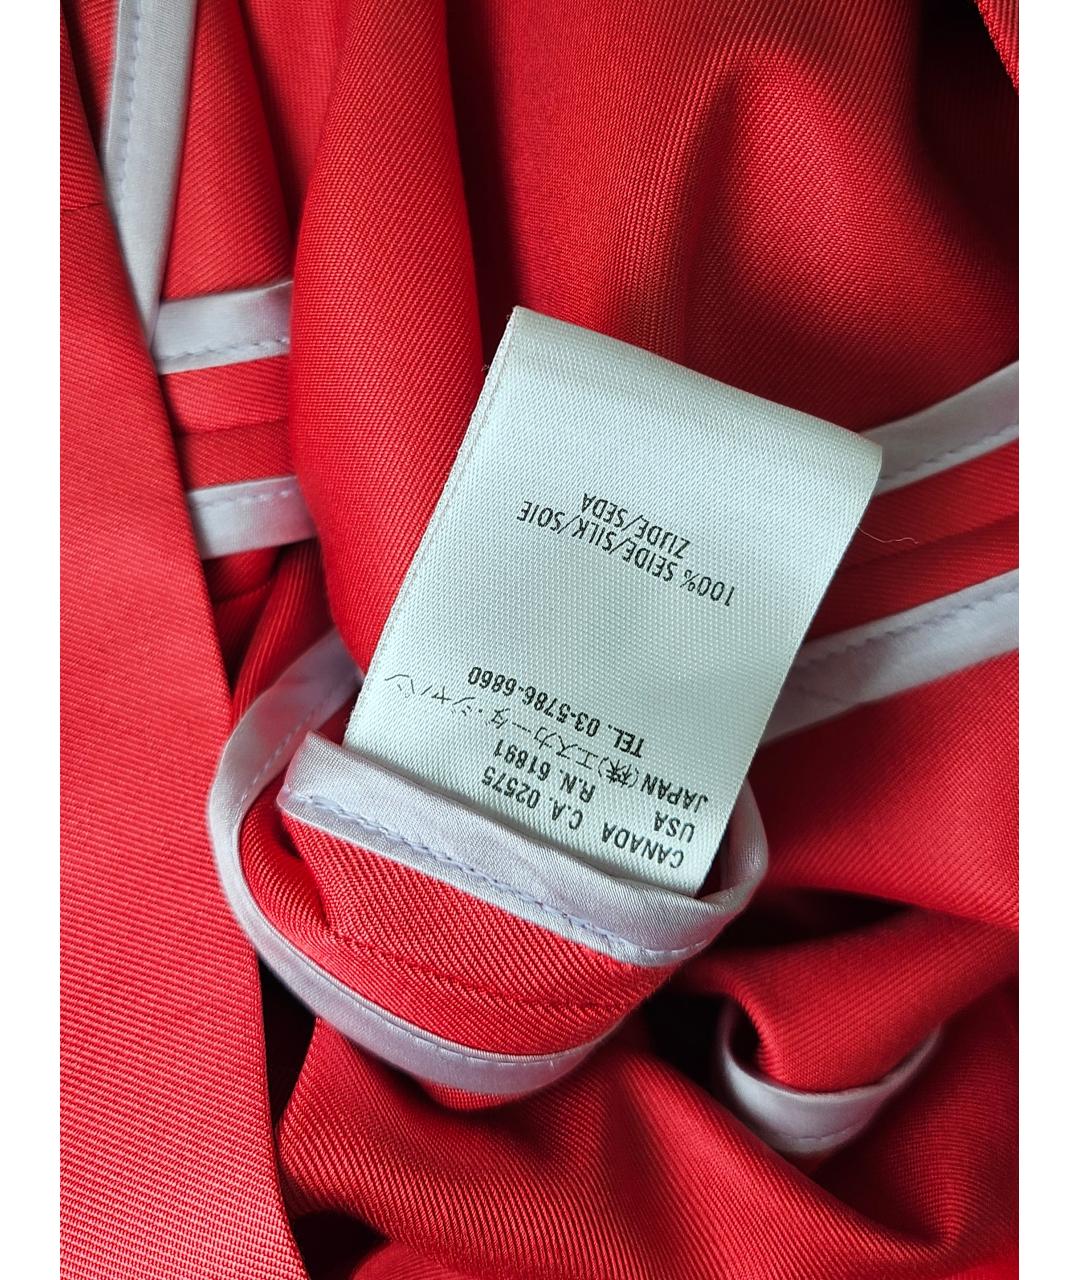 CANADA C.A. 02575
USA R.N. 61891
JAPAN (株)エスカーダ・ジャパン
TEL. 03-5786-6860
100% SEIDE/SILK/SOIE
ZIJDE/SEDA